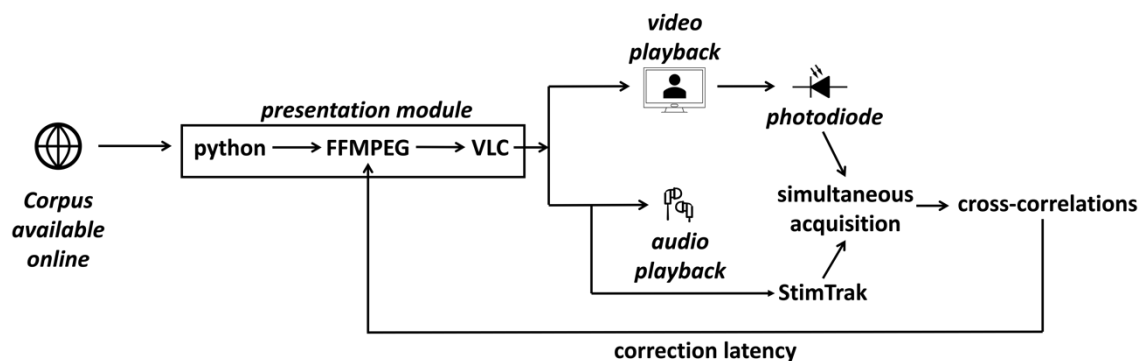 video
playback
presentation module
photodiode
python
FFMPEG
VLC
Corpus
available
online
simultaneous
acquisition
cross-correlations
audio
playback
StimTrak
correction latency